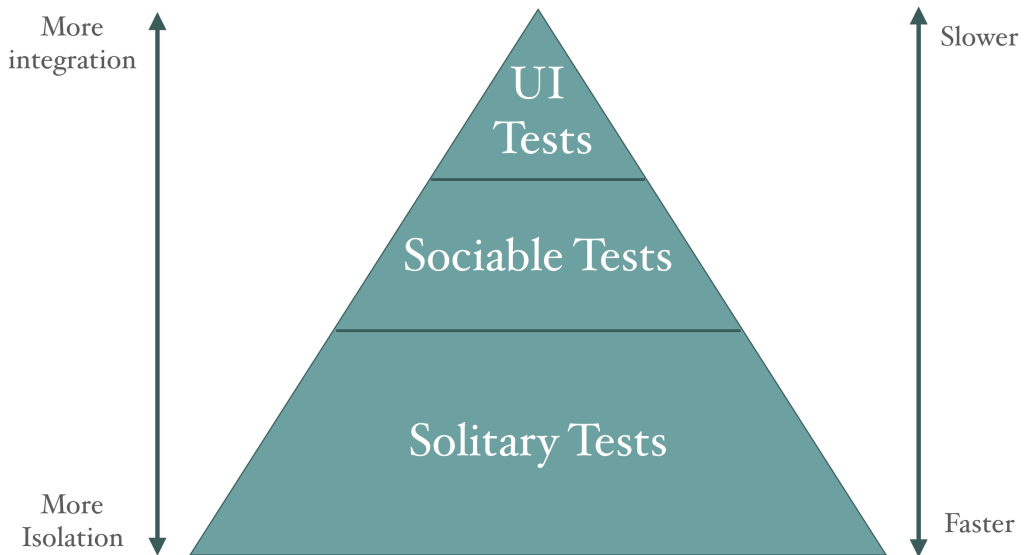 More
integration
Slower
UI
Tests
Sociable Tests
Solitary Tests
More
Isolation
Faster